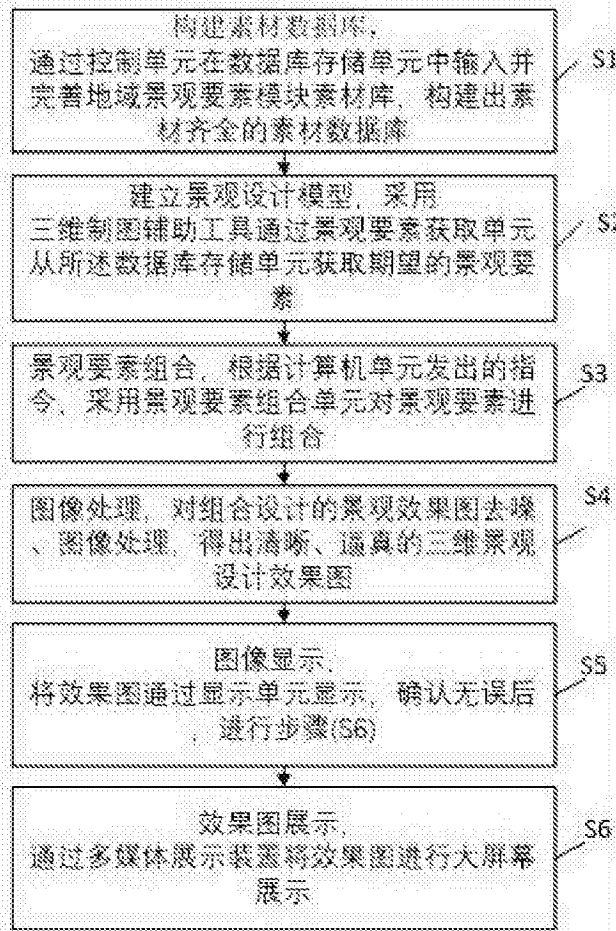 构建素材数据库，
通过控制单元在数据库存储单元中输入并
完善地域景观要素模块素材库，构建出素
材齐全的素材数据库
S1
建立景观设计模型，采用
三维制图辅助工具通过景观要素获取单元
从所述数据库存储单元获取期望的景观要
素
S2
景观要素组合，根据计算机单元发出的指
令，采用景观要素组合单元对景观要素进
行组合
S3
图像处理，对组合设计的景观效果图去噪
、图像处理，得出清晰、逼真的三维景观
设计效果图
S4
图像显示，
将效果图通过显示单元显示，确认无误后
，进行步骤(S6)
S5
效果图展示，
通过多媒体展示装置将效果图进行大屏幕
展示
S6